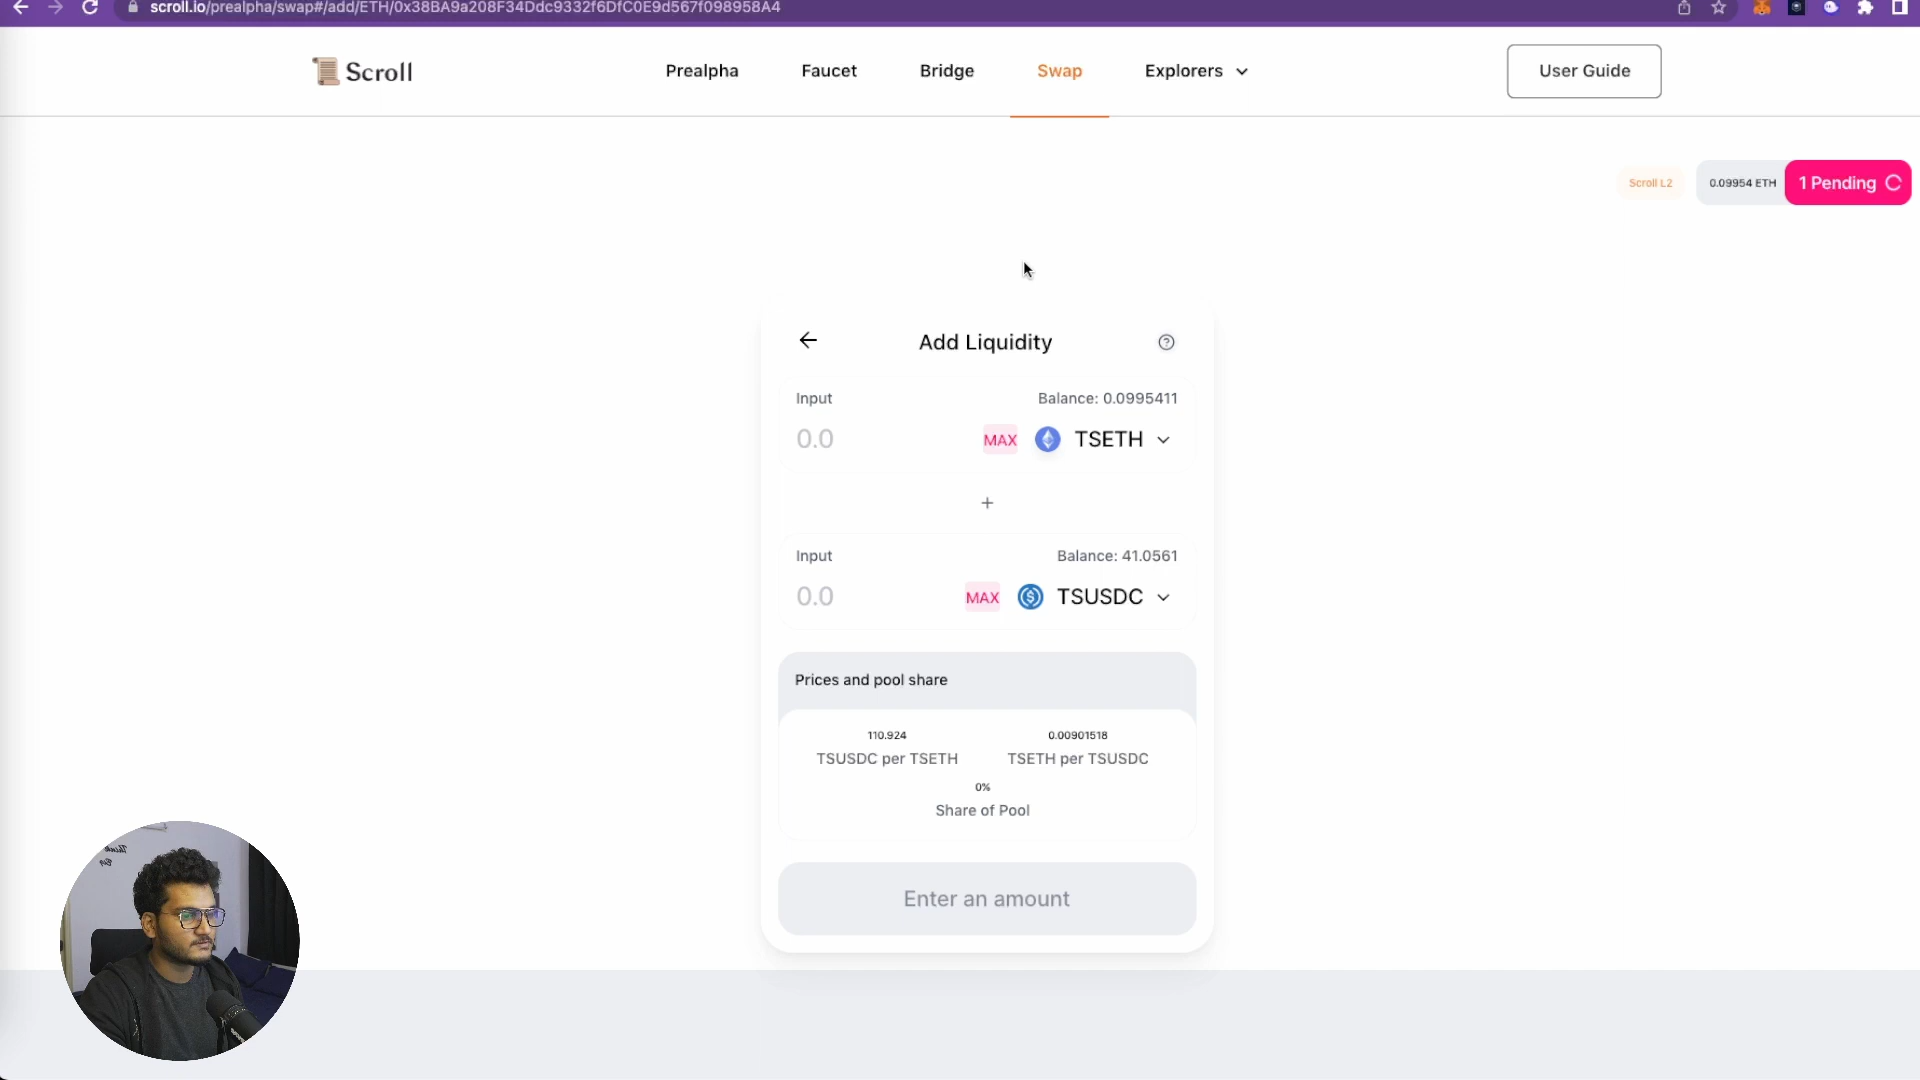 scroll.io/prealpha/swap#/add/ETH/0x38BA9a208F34Ddc9332f6DfC0E9d567f098958A4
Scroll
Prealpha
Faucet
Bridge
Swap
Explorers
User Guide
Scroll L2
0.09954 ETH
1 Pending
Add Liquidity
Input
Balance: 0.0995411
0.0
MAX
TSETH
+
Input
Balance: 41.0561
0.0
MAX
TSUSDC
Prices and pool share
110.924
0.00901518
TSUSDC per TSETH
TSETH per TSUSDC
0%
Share of Pool
Enter an amount